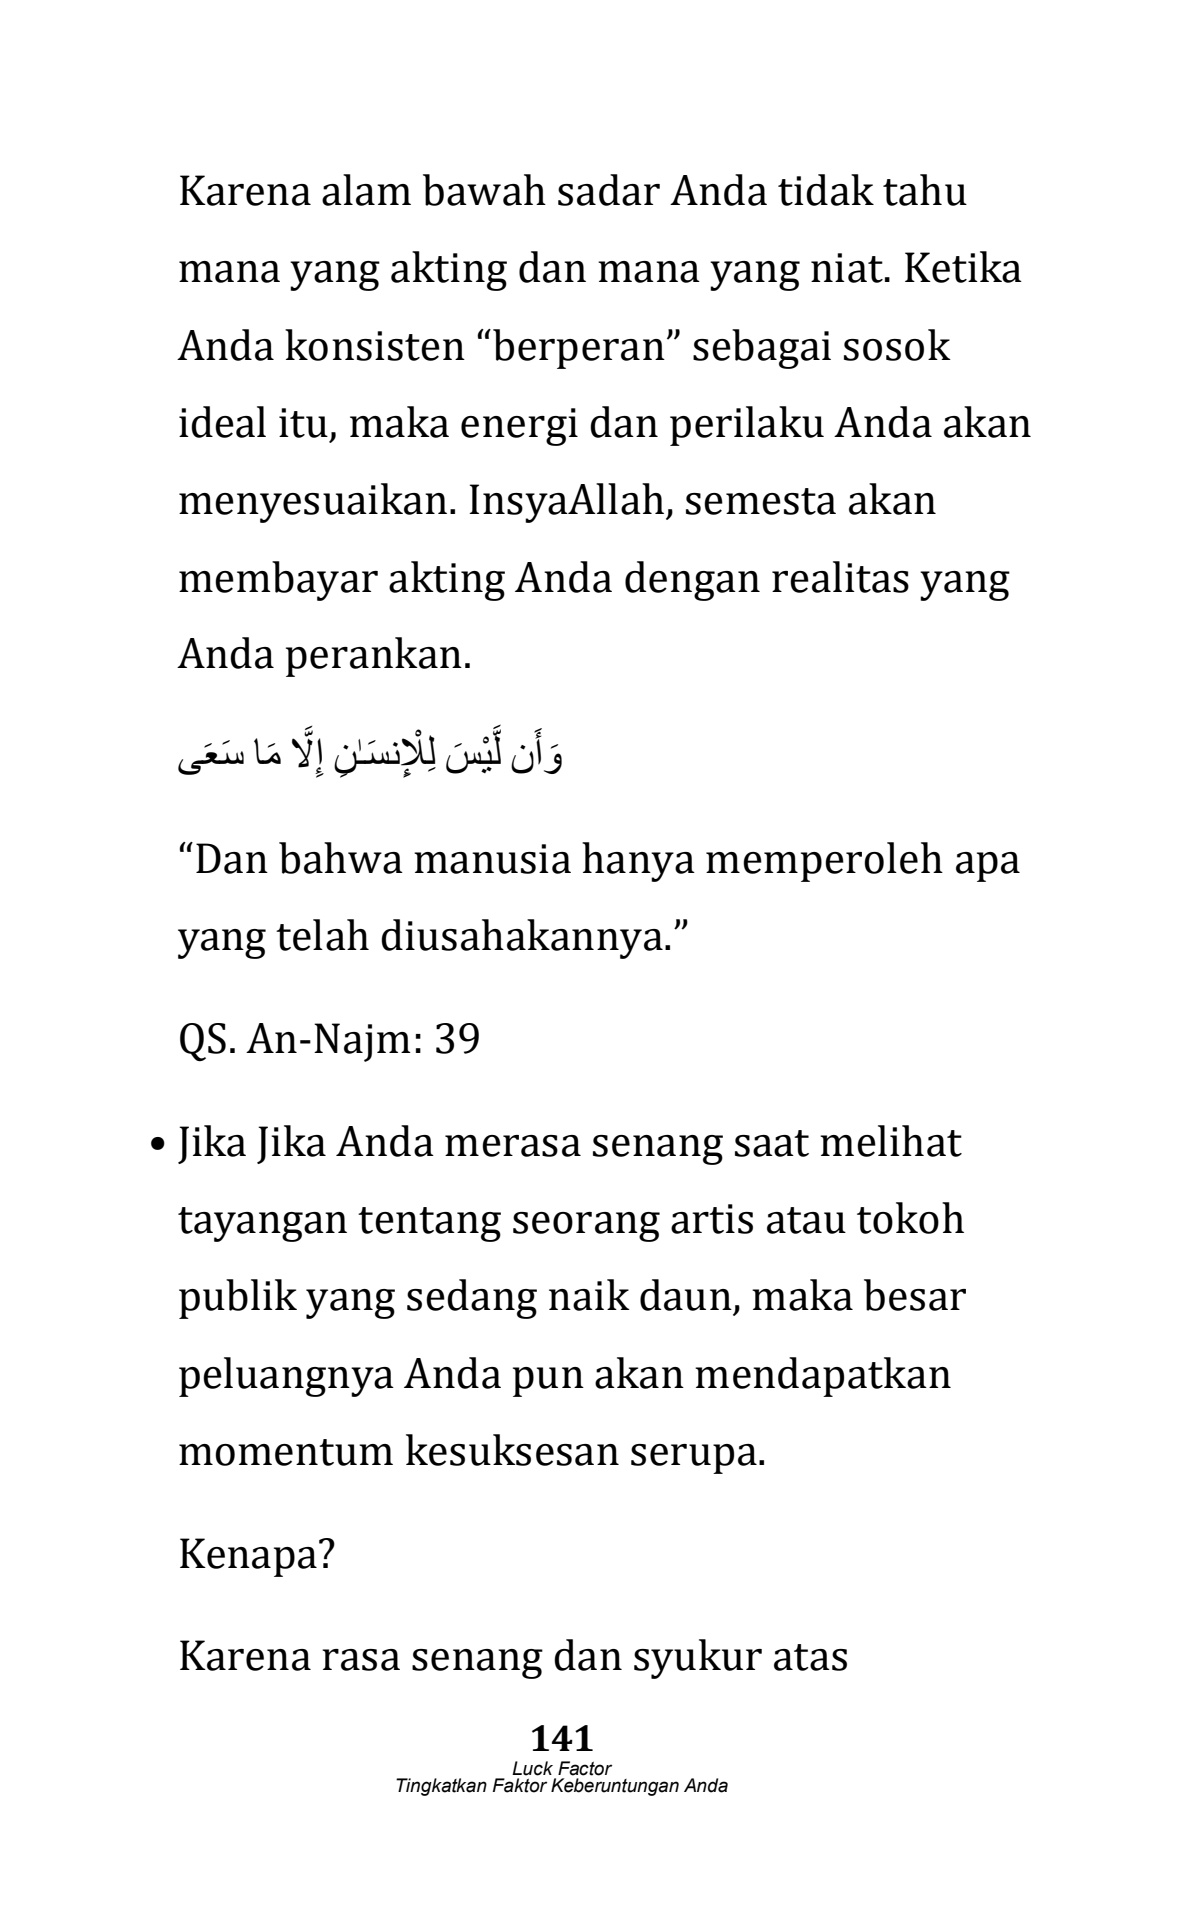 Karena alam bawah sadar Anda tidak tahu
mana yang akting dan mana yang niat. Ketika
Anda konsisten “berperan” sebagai sosok
ideal itu, maka energi dan perilaku Anda akan
menyesuaikan. InsyaAllah, semesta akan
membayar akting Anda dengan realitas yang
Anda perankan.
وَأَن لَّيْسَ لِلْإِنسَـٰنِ إِلَّا مَا سَعَى
“Dan bahwa manusia hanya memperoleh apa
yang telah diusahakannya.”
QS. An-Najm: 39
• Jika Jika Anda merasa senang saat melihat
tayangan tentang seorang artis atau tokoh
publik yang sedang naik daun, maka besar
peluangnya Anda pun akan mendapatkan
momentum kesuksesan serupa.
Kenapa?
Karena rasa senang dan syukur atas
141
Luck Factor
Tingkatkan Faktor Keberuntungan Anda